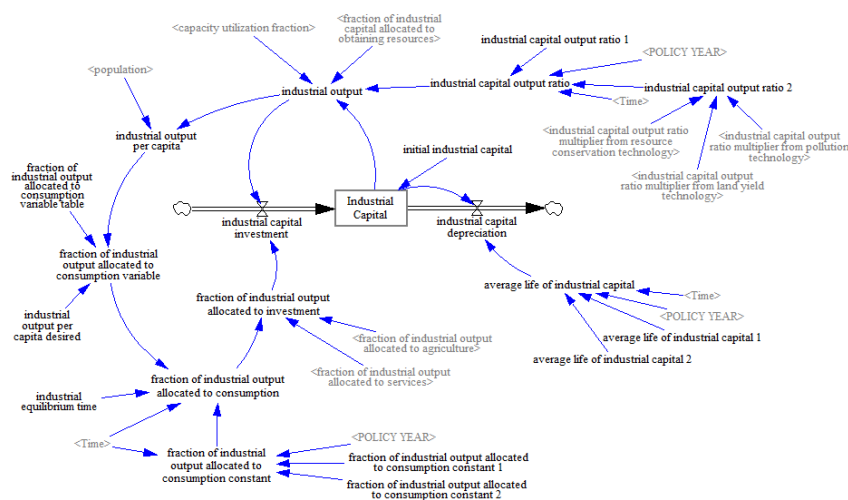 <capacity utilization fraction>
<fraction of industrial
capital allocated to
obtaining resources>
industrial capital output ratio 1
<POLICY YEAR>
<population>
industrial output
industrial capital output ratio
industrial capital output ratio 2
<Time>
industrial output
per capita
<industrial capital output ratio
multiplier from resource
conservation technology>
<industrial capital output
ratio multiplier from pollution
technology>
<industrial capital output
ratio multiplier from land yield
technology>
initial industrial capital
fraction of
industrial output
allocated to
consumption
variable table
Industrial
Capital
industrial capital
investment
industrial capital
depreciation
fraction of industrial
output allocated to
consumption variable
average life of industrial capital
<Time>
<POLICY YEAR>
average life of industrial capital 1
average life of industrial capital 2
fraction of industrial output
allocated to investment
industrial
output per
capita desired
<fraction of industrial output
allocated to agriculture>
<fraction of industrial output
allocated to services>
fraction of industrial output
allocated to consumption
industrial
equilibrium time
<Time>
<POLICY YEAR>
fraction of industrial
output allocated to
consumption constant
fraction of industrial output allocated
to consumption constant 1
fraction of industrial output allocated
to consumption constant 2